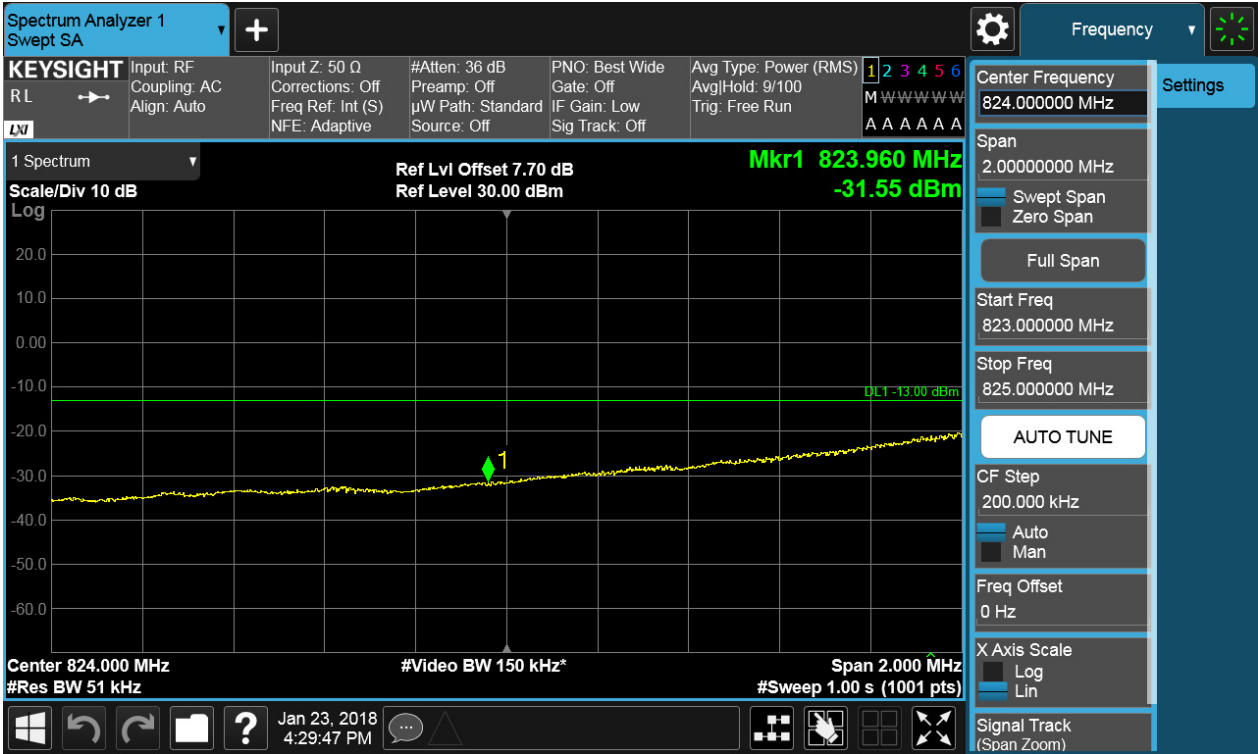 Spectrum Analyzer 1
Swept SA
+
Frequency
KEYSIGHT
RL
LXI
Input: RF
Coupling: AC
Align: Auto
Input Z: 50 Ω
Corrections: Off
Freq Ref: Int (S)
NFE: Adaptive
#Atten: 36 dB
Preamp: Off
µW Path: Standard
Source: Off
PNO: Best Wide
Gate: Off
IF Gain: Low
Sig Track: Off
Avg Type: Power (RMS)
Avg|Hold: 9/100
Trig: Free Run
1 2 3 4 5 6
M W W W W W
A A A A A A
1 Spectrum
Scale/Div 10 dB
Log
Ref Lvl Offset 7.70 dB
Ref Level 30.00 dBm
Mkr1 823.960 MHz
-31.55 dBm
20.0
10.0
0.00
-10.0
DL1 -13.00 dBm
-20.0
1
-30.0
-40.0
-50.0
-60.0
Center 824.000 MHz
#Video BW 150 kHz*
Span 2.000 MHz
#Res BW 51 kHz
#Sweep 1.00 s (1001 pts)
?
Jan 23, 2018
4:29:47 PM
Center Frequency
824.000000 MHz
Settings
Span
2.00000000 MHz
Swept Span
Zero Span
Full Span
Start Freq
823.000000 MHz
Stop Freq
825.000000 MHz
AUTO TUNE
CF Step
200.000 kHz
Auto
Man
Freq Offset
0 Hz
X Axis Scale
Log
Lin
Signal Track
(Span Zoom)